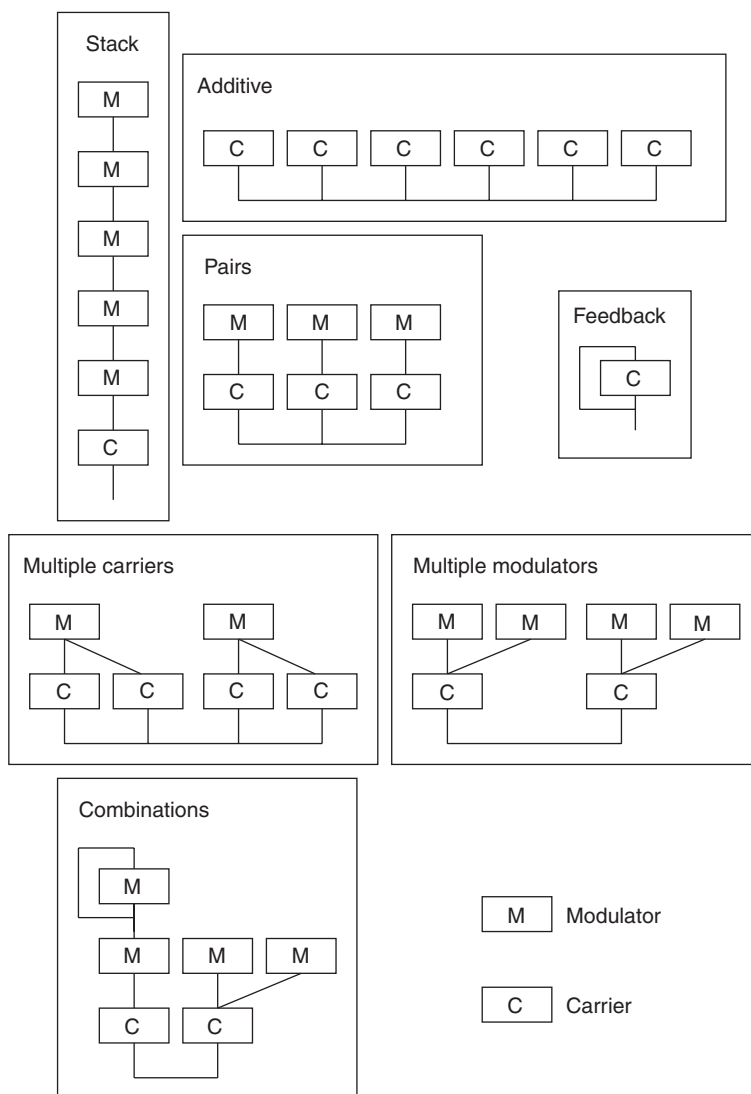 Stack
M
M
M
M
M
C
Additive
C C C C C C
Pairs
M M M
C C C
Feedback
C
Multiple carriers
M M
C C C C
Multiple modulators
M M M M
C C
Combinations
M
M M M
C C
M Modulator
C Carrier